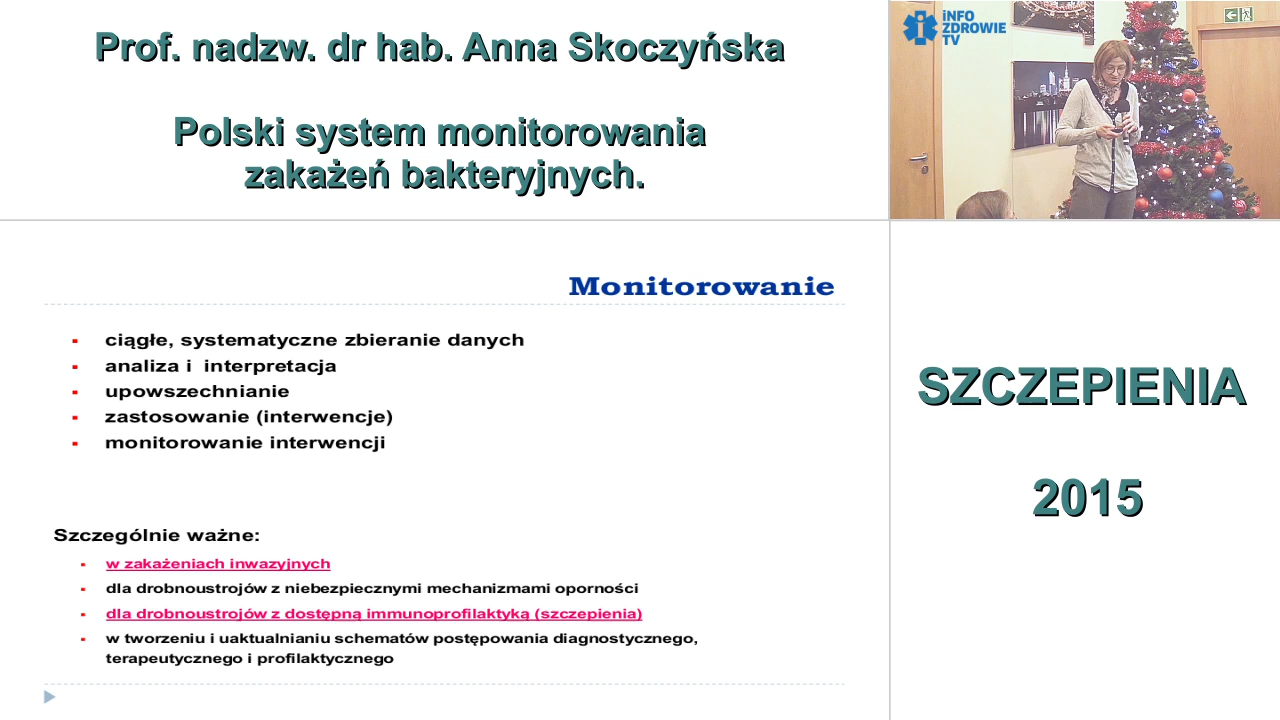 Prof. nadzw. dr hab. Anna Skoczyńska
Polski system monitorowania
zakażeń bakteryjnych.
iNFO
ZDROWIE
TV
Monitorowanie
ciągłe, systematyczne zbieranie danych
analiza i interpretacja
upowszechnianie
zastosowanie (interwencje)
monitorowanie interwencji
Szczególnie ważne:
w zakażeniach inwazyjnych
dla drobnoustrojów z niebezpiecznymi mechanizmami oporności
dla drobnoustrojów z dostępną immunoprofilaktyką (szczepienia)
w tworzeniu i uaktualnianiu schematów postępowania diagnostycznego,
terapeutycznego i profilaktycznego
SZCZEPIENIA
2015